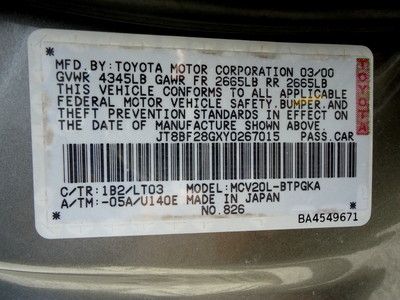 MFD. BY: TOYOTA MOTOR CORPORATION 03/00
GVWR 4345LB GAWR FR 2665LB RR 2665LB
THIS VEHICLE CONFORMS TO ALL APPLICABLE
FEDERAL MOTOR VEHICLE SAFETY, BUMPER, AND
THEFT PREVENTION STANDARDS IN EFFECT ON
THE DATE OF MANUFACTURE SHOWN ABOVE.
JT8BF28GXY0267015 PASS. CAR
TOYOTA
C/TR: 1B2/LT03 MODEL: MCV20L-BTPGKA
A/TM: -05A/U140E MADE IN JAPAN
NO. 826
BA4549671